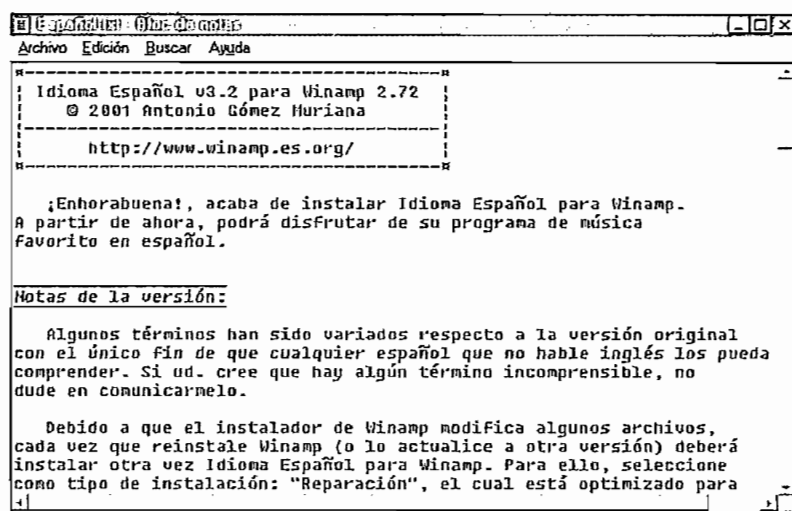 Español.txt - Bloc de notas
Archivo Edición Buscar Ayuda
¤------------------------------------------¤
¦ Idioma Español v3.2 para Winamp 2.72 ¦
¦ © 2001 Antonio Gómez Muriana ¦
¦------------------------------------------¦
¦ http://www.winamp.es.org/ ¦
¤------------------------------------------¤
¡Enhorabuena!, acaba de instalar Idioma Español para Winamp.
A partir de ahora, podrá disfrutar de su programa de música
favorito en español.
Notas de la versión:
Algunos términos han sido variados respecto a la versión original
con el único fin de que cualquier español que no hable inglés los pueda
comprender. Si ud. cree que hay algún término incomprensible, no
dude en comunicarmelo.
Debido a que el instalador de Winamp modifica algunos archivos,
cada vez que reinstale Winamp (o lo actualice a otra versión) deberá
instalar otra vez Idioma Español para Winamp. Para ello, seleccione
como tipo de instalación: "Reparación", el cual está optimizado para